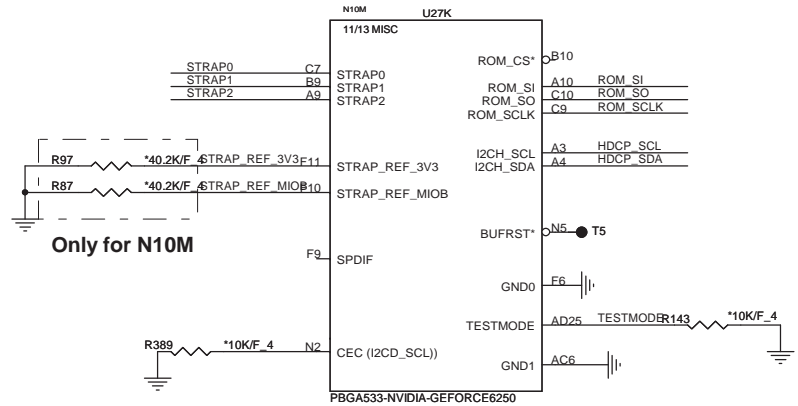 N10M
U27K
11/13 MISC
ROM_CS* B10
STRAP0 C7 STRAP0
STRAP1 B9 STRAP1
STRAP2 A9 STRAP2
ROM_SI A10 ROM_SI
ROM_SO C10 ROM_SO
ROM_SCLK C9 ROM_SCLK
I2CH_SCL A3 HDCP_SCL
I2CH_SDA A4 HDCP_SDA
R97 *40.2K/F_4 STRAP_REF_3V3 F11 STRAP_REF_3V3
R87 *40.2K/F_4 STRAP_REF_MIOB F10 STRAP_REF_MIOB
Only for N10M
BUFRST* N5 T5
F9 SPDIF
GND0 F6
TESTMODE AD25 TESTMODE R143 *10K/F_4
R389 *10K/F_4 N2 CEC (I2CD_SCL))
GND1 AC6
PBGA533-NVIDIA-GEFORCE6250